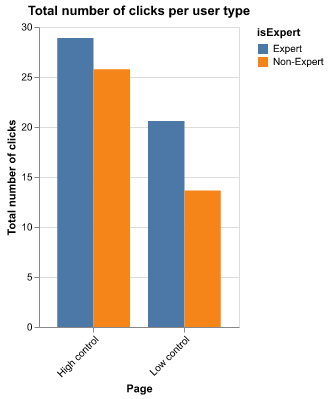 Total number of clicks per user type
isExpert
Expert
Non-Expert
Total number of clicks
30
25
20
15
10
5
0
High control
Low control
Page